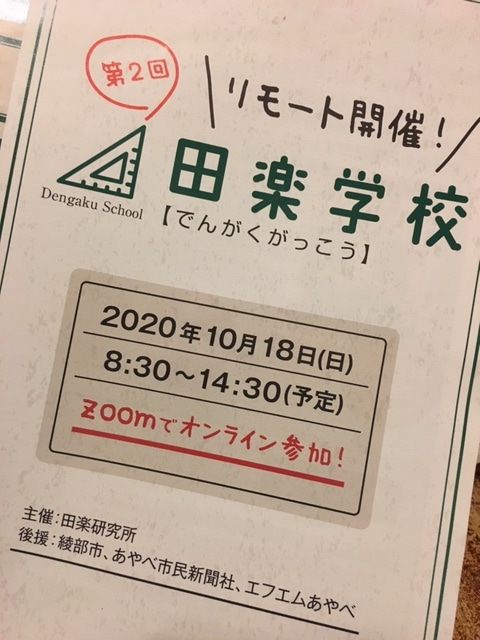 第2回
リモート開催!
田楽学校
Dengaku School
【でんがくがっこう】
2020年10月18日(日)
8:30〜14:30(予定)
zoomでオンライン参加!
主催:田楽研究所
後援:綾部市、あやべ市民新聞社、エフエムあやべ